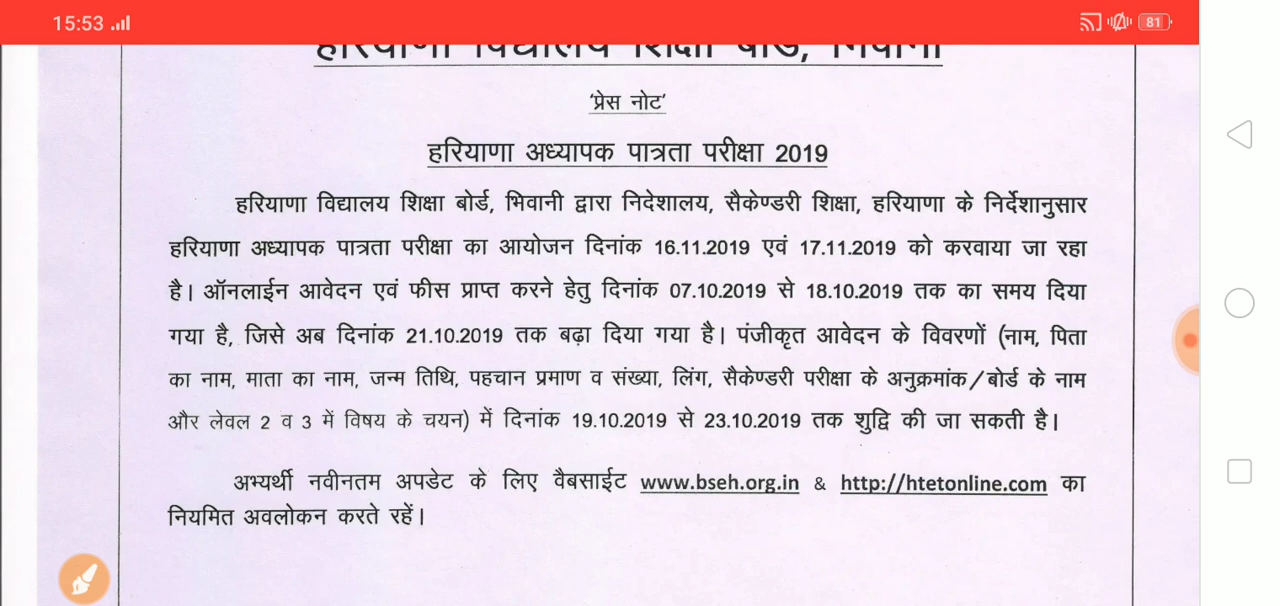 15:53
81
हरियाणा विद्यालय शिक्षा बोर्ड, भिवानी
'प्रेस नोट'
हरियाणा अध्यापक पात्रता परीक्षा 2019
हरियाणा विद्यालय शिक्षा बोर्ड, भिवानी द्वारा निदेशालय, सैकेण्डरी शिक्षा, हरियाणा के निर्देशानुसार
हरियाणा अध्यापक पात्रता परीक्षा का आयोजन दिनांक 16.11.2019 एवं 17.11.2019 को करवाया जा रहा
है। ऑनलाईन आवेदन एवं फीस प्राप्त करने हेतु दिनांक 07.10.2019 से 18.10.2019 तक का समय दिया
गया है, जिसे अब दिनांक 21.10.2019 तक बढ़ा दिया गया है। पंजीकृत आवेदन के विवरणों (नाम, पिता
का नाम, माता का नाम, जन्म तिथि, पहचान प्रमाण व संख्या, लिंग, सैकेण्डरी परीक्षा के अनुक्रमांक/बोर्ड के नाम
और लेवल 2 व 3 में विषय के चयन) में दिनांक 19.10.2019 से 23.10.2019 तक शुद्वि की जा सकती है।
अभ्यर्थी नवीनतम अपडेट के लिए वैबसाईट www.bseh.org.in & http://htetonline.com का
नियमित अवलोकन करते रहें।